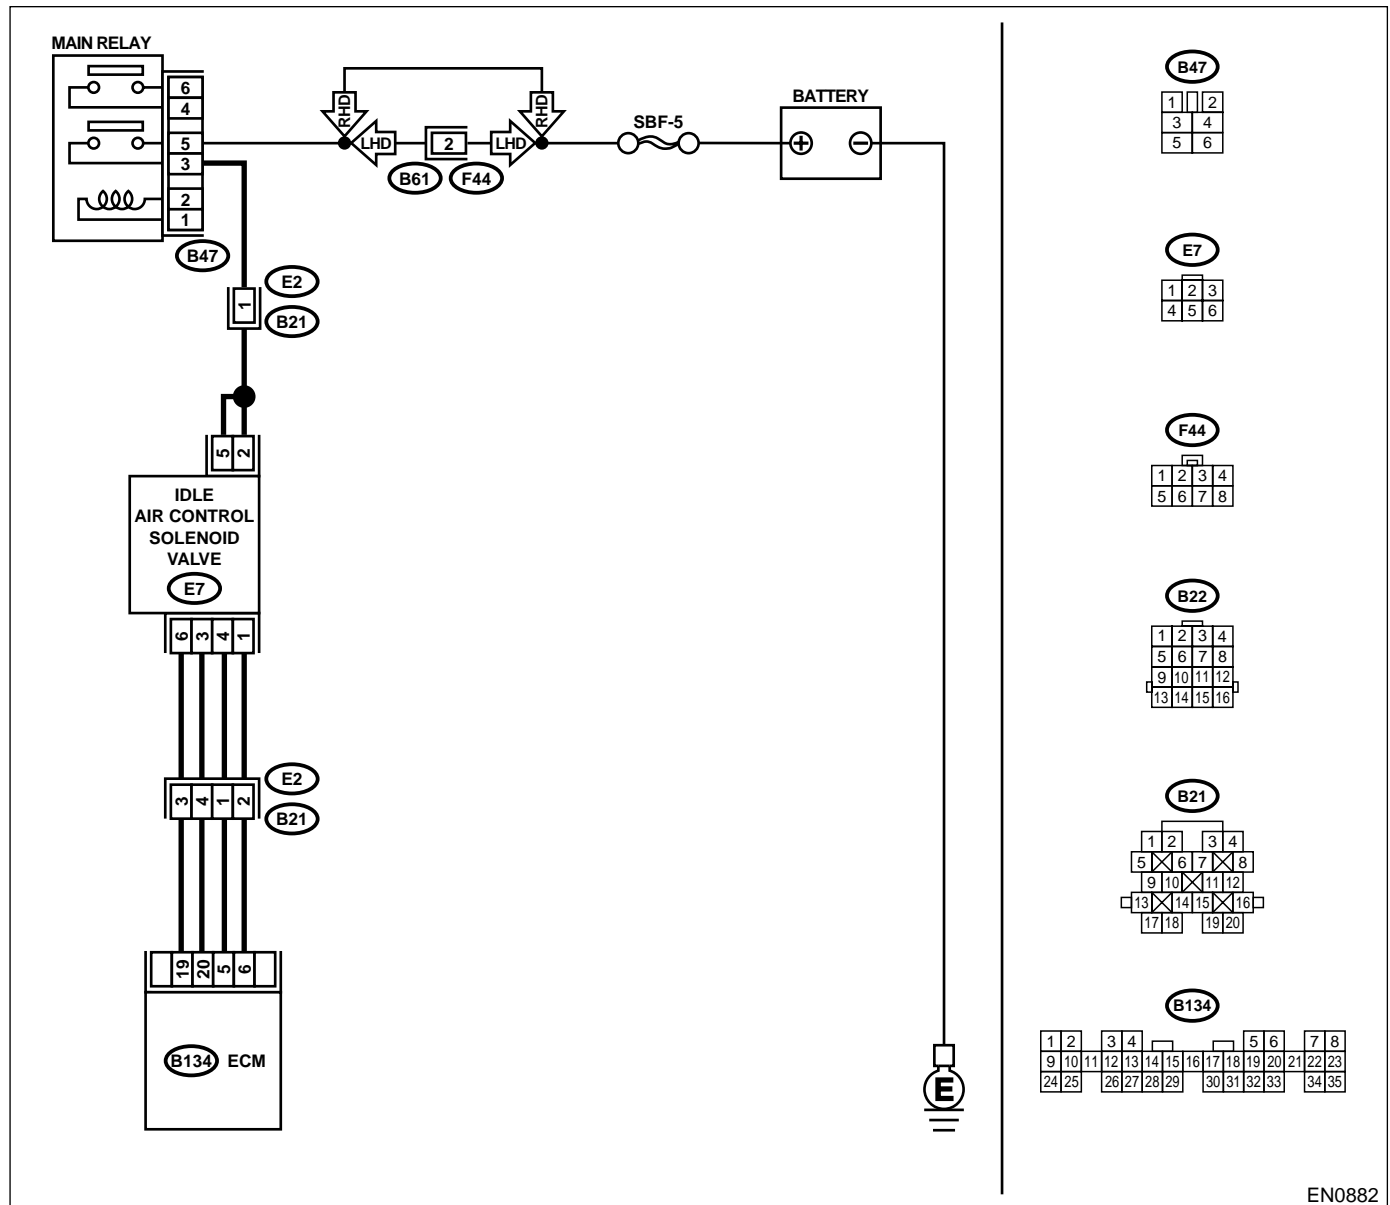 MAIN RELAY
6
4
5
3
2
1
B47
RHD
LHD
2
LHD
RHD
B61
F44
SBF-5
BATTERY
+
−
E2
1
B21
5 2
IDLE
AIR CONTROL
SOLENOID
VALVE
E7
6 3 4 1
E2
3 4 1 2
B21
19 20 5 6
B134 ECM
E
B47
1 2
3 4
5 6
E7
1 2 3
4 5 6
F44
1 2 3 4
5 6 7 8
B22
1 2 3 4
5 6 7 8
9 10 11 12
13 14 15 16
B21
1 2 3 4
5 6 7 8
9 10 11 12
13 14 15 16
17 18 19 20
B134
1 2 3 4 5 6 7 8
9 10 11 12 13 14 15 16 17 18 19 20 21 22 23
24 25 26 27 28 29 30 31 32 33 34 35
EN0882